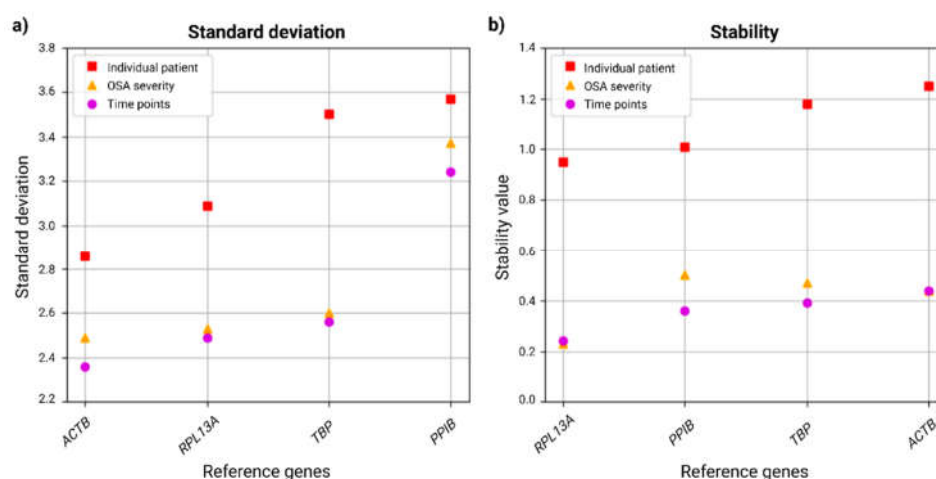 a)
Standard deviation
3.8
3.6
3.4
3.2
3.0
2.8
2.6
2.4
2.2
Standard deviation
Individual patient
OSA severity
Time points
ACTB
RPL13A
TBP
PPIB
Reference genes
b)
Stability
1.4
1.2
1.0
0.8
0.6
0.4
0.2
0.0
Stability value
Individual patient
OSA severity
Time points
RPL13A
PPIB
TBP
ACTB
Reference genes